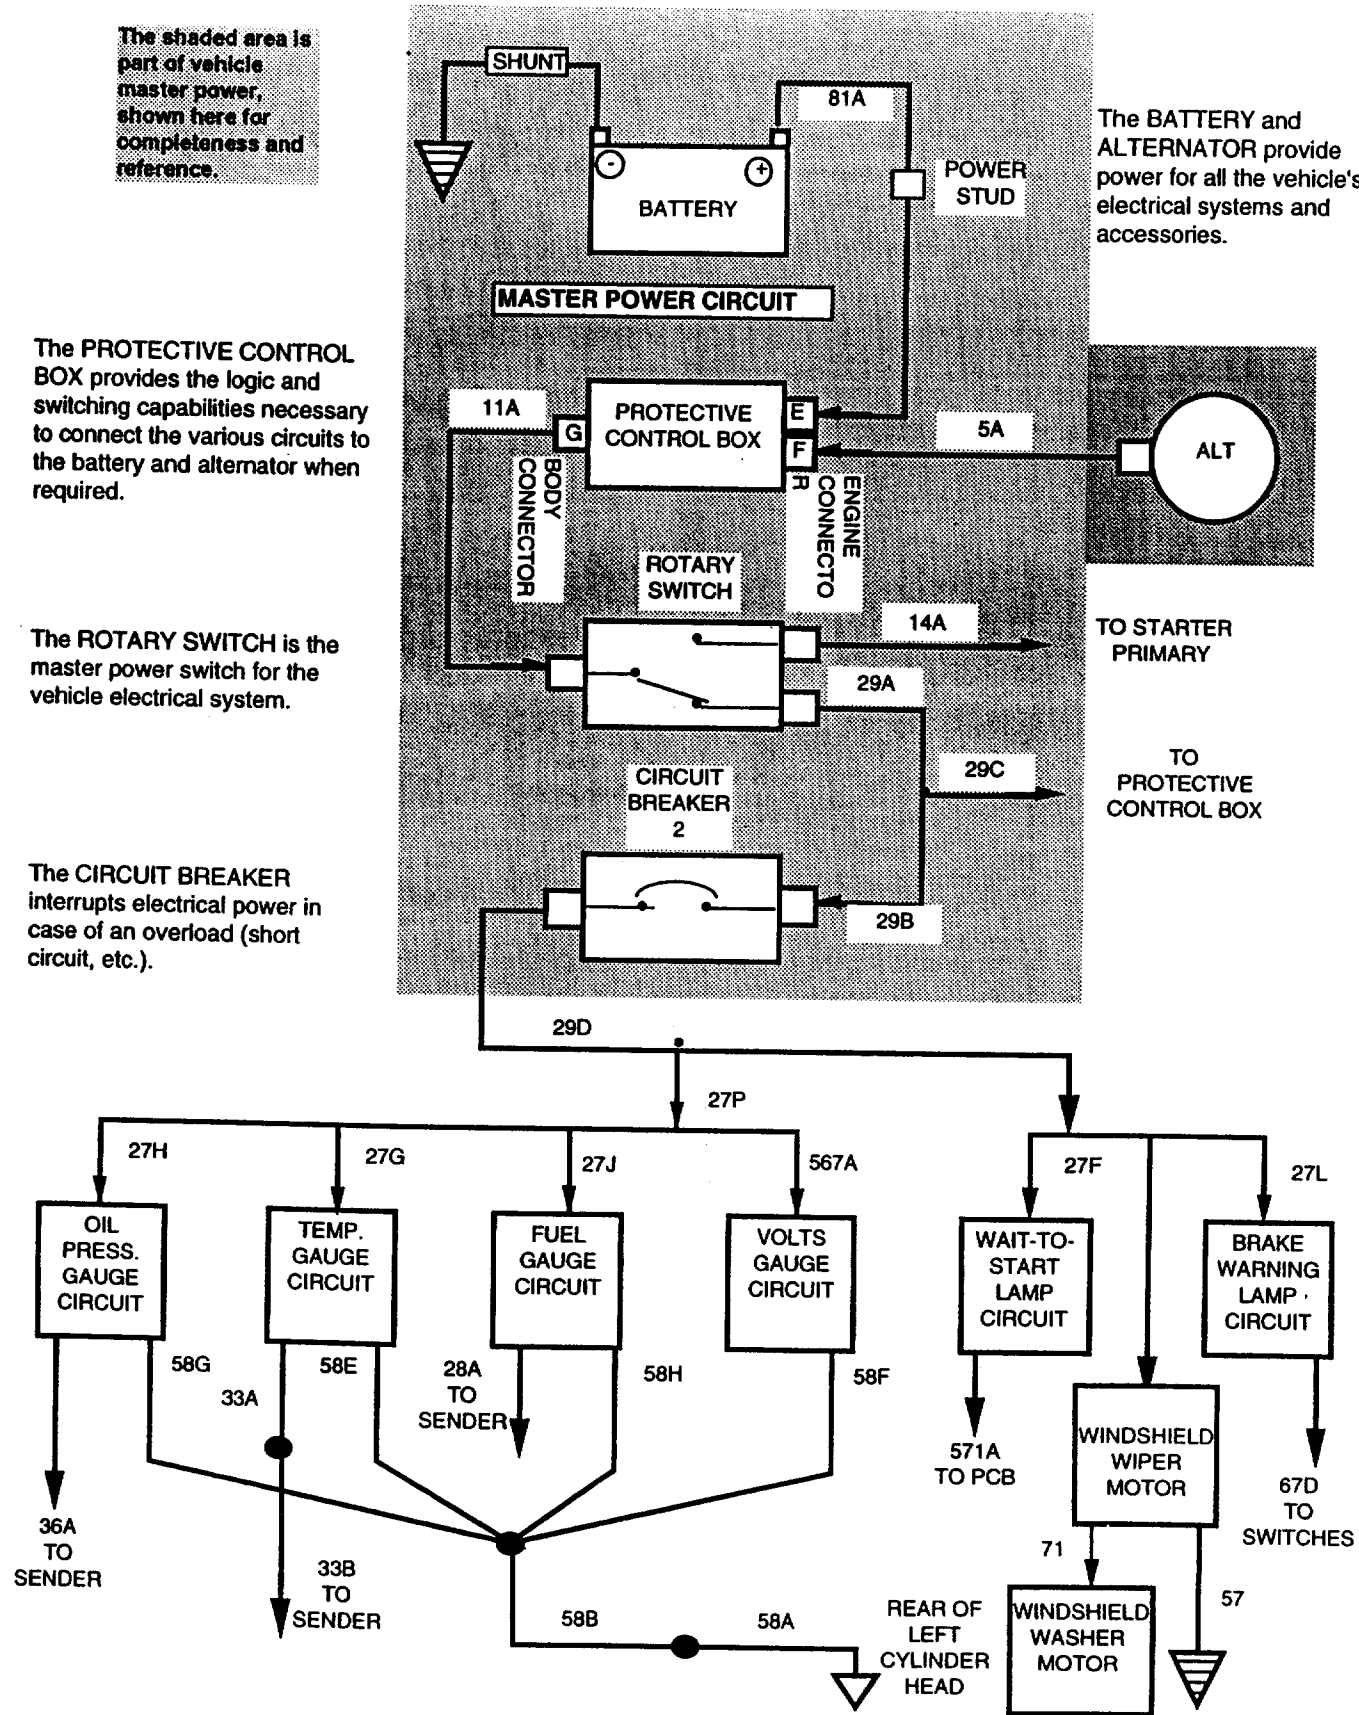 The shaded area is
part of vehicle
master power,
shown here for
completeness and
reference.
SHUNT
81A
-
+
BATTERY
POWER
STUD
The BATTERY and
ALTERNATOR provide
power for all the vehicle's
electrical systems and
accessories.
MASTER POWER CIRCUIT
The PROTECTIVE CONTROL
BOX provides the logic and
switching capabilities necessary
to connect the various circuits to
the battery and alternator when
required.
11A
G
PROTECTIVE
CONTROL BOX
E
F
5A
ALT
BODY
CONNECTOR
ENGINE
CONNECTO
R
ROTARY
SWITCH
14A
TO STARTER
PRIMARY
The ROTARY SWITCH is the
master power switch for the
vehicle electrical system.
29A
29C
TO
PROTECTIVE
CONTROL BOX
CIRCUIT
BREAKER
2
The CIRCUIT BREAKER
interrupts electrical power in
case of an overload (short
circuit, etc.).
29B
29D
27P
27H
27G
27J
567A
27F
27L
OIL
PRESS.
GAUGE
CIRCUIT
TEMP.
GAUGE
CIRCUIT
FUEL
GAUGE
CIRCUIT
VOLTS
GAUGE
CIRCUIT
WAIT-TO-
START
LAMP
CIRCUIT
BRAKE
WARNING
LAMP
CIRCUIT
58G
33A
58E
28A
TO
SENDER
58H
58F
571A
TO PCB
WINDSHIELD
WIPER
MOTOR
67D
TO
SWITCHES
36A
TO
SENDER
33B
TO
SENDER
58B
58A
REAR OF
LEFT
CYLINDER
HEAD
71
WINDSHIELD
WASHER
MOTOR
57